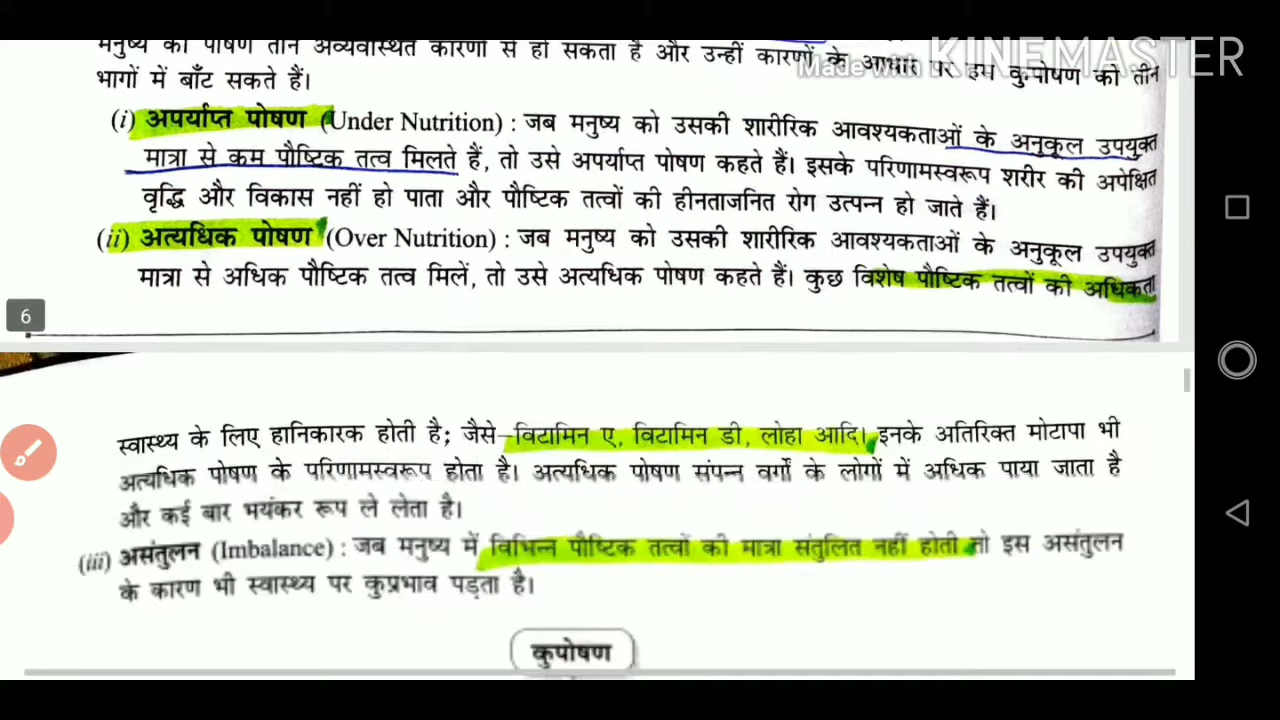 मनुष्य का पोषण तीन अव्यवस्थित कारणों से हो सकता है और उन्हीं कारणों के आधार पर इस कुपोषण को तीन
Made with KINEMASTER
भागों में बाँट सकते हैं।
(i) अपर्याप्त पोषण (Under Nutrition) : जब मनुष्य को उसकी शारीरिक आवश्यकताओं के अनुकूल उपयुक्त
मात्रा से कम पौष्टिक तत्व मिलते हैं, तो उसे अपर्याप्त पोषण कहते हैं। इसके परिणामस्वरूप शरीर की अपेक्षित
वृद्धि और विकास नहीं हो पाता और पौष्टिक तत्वों की हीनताजनित रोग उत्पन्न हो जाते हैं।
(ii) अत्यधिक पोषण (Over Nutrition) : जब मनुष्य को उसकी शारीरिक आवश्यकताओं के अनुकूल उपयुक्त
मात्रा से अधिक पौष्टिक तत्व मिलें, तो उसे अत्यधिक पोषण कहते हैं। कुछ विशेष पौष्टिक तत्वों की अधिकता
6
स्वास्थ्य के लिए हानिकारक होती है; जैसे–विटामिन ए, विटामिन डी, लोहा आदि। इनके अतिरिक्त मोटापा भी
अत्यधिक पोषण के परिणामस्वरूप होता है। अत्यधिक पोषण संपन्न वर्गों के लोगों में अधिक पाया जाता है
और कई बार भयंकर रूप ले लेता है।
(iii) असंतुलन (Imbalance) : जब मनुष्य में विभिन्न पौष्टिक तत्वों की मात्रा संतुलित नहीं होती तो इस असंतुलन
के कारण भी स्वास्थ्य पर कुप्रभाव पड़ता है।
कुपोषण